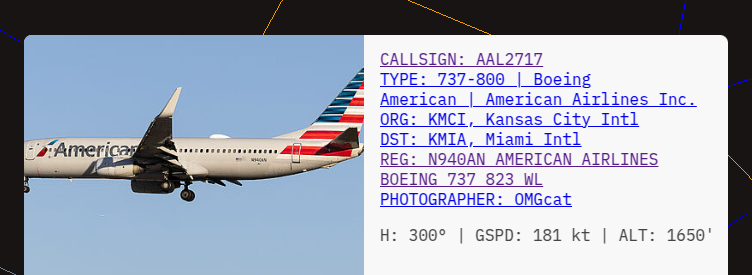 CALLSIGN: AAL2717
TYPE: 737-800 | Boeing
American | American Airlines Inc.
ORG: KMCI, Kansas City Intl
DST: KMIA, Miami Intl
REG: N940AN AMERICAN AIRLINES
BOEING 737 823 WL
PHOTOGRAPHER: OMGcat
H: 300° | GSPD: 181 kt | ALT: 1650'
American
N940AN